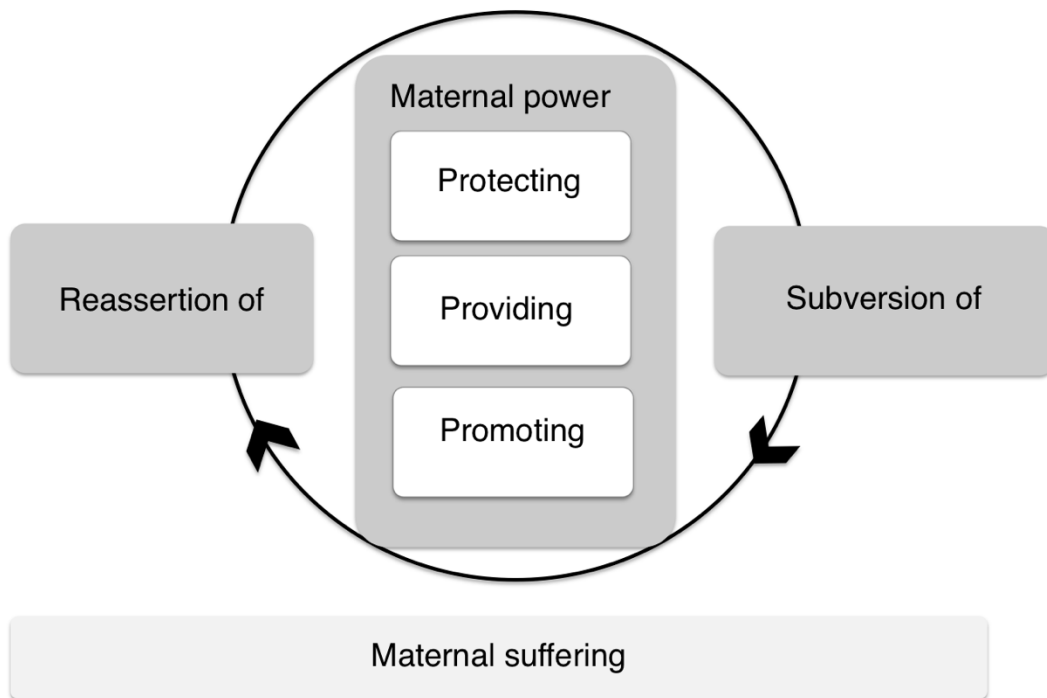 Maternal power
Protecting
Reassertion of
Providing
Subversion of
Promoting
Maternal suffering